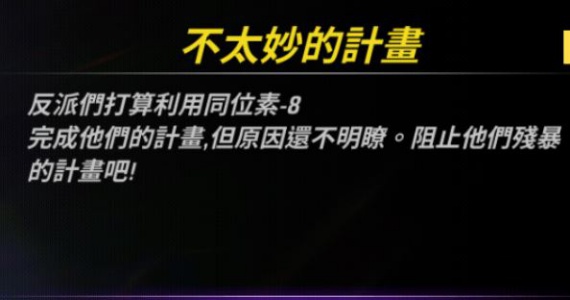 不太妙的計畫
反派們打算利用同位素-8
完成他們的計畫,但原因還不明瞭。阻止他們殘暴
的計畫吧!